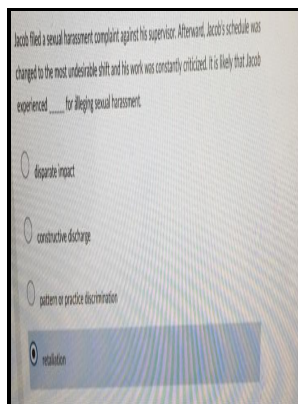 Jacob filed a sexual harassment complaint against his supervisor. Afterward, Jacob's schedule was
changed to the most undesirable shift and his work was constantly criticized. It is likely that Jacob
experienced _____ for alleging sexual harassment.
disparate impact
constructive discharge
pattern or practice discrimination
retaliation